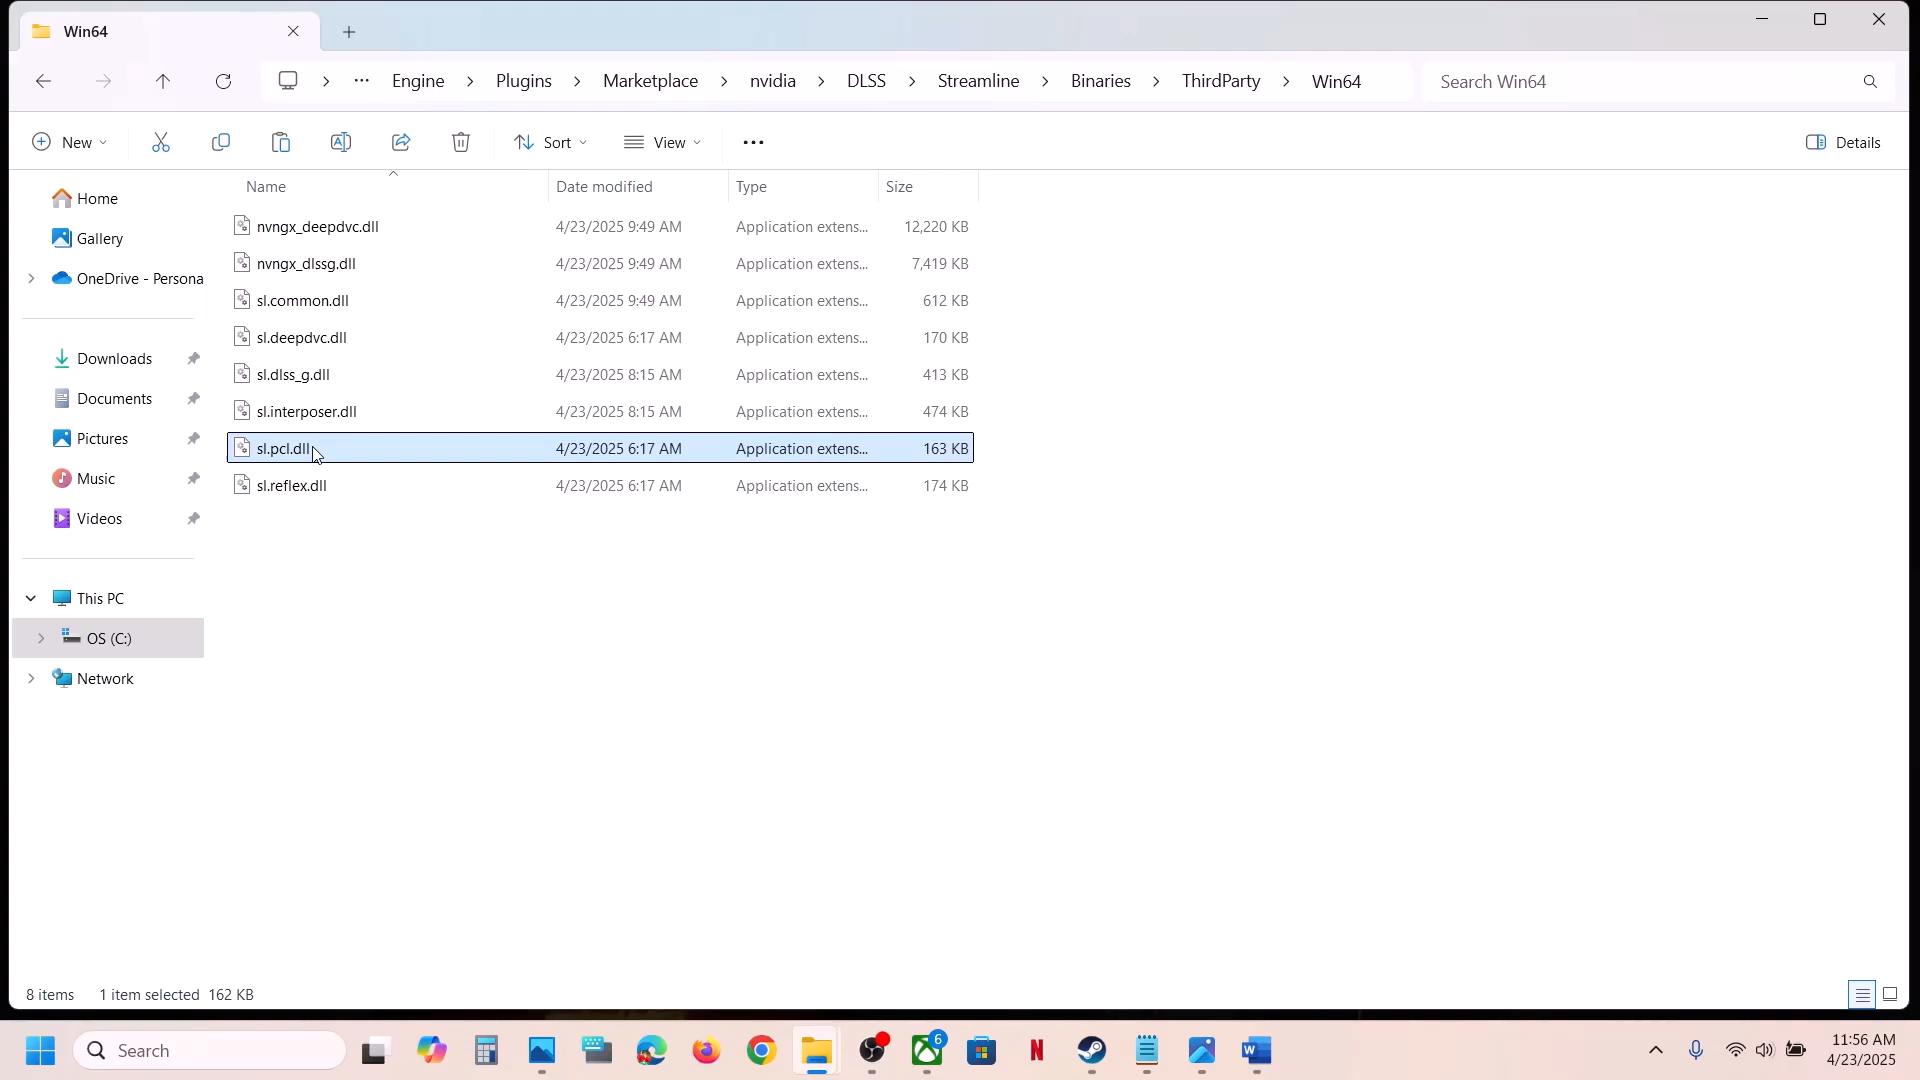 Win64
Engine > Plugins > Marketplace > nvidia > DLSS > Streamline > Binaries > ThirdParty > Win64
Search Win64
New
Sort
View
Details
Name
Date modified
Type
Size
Home
Gallery
OneDrive - Persona
Downloads
Documents
Pictures
Music
Videos
This PC
OS (C:)
Network
nvngx_deepdvc.dll 4/23/2025 9:49 AM Application extens... 12,220 KB
nvngx_dlssg.dll 4/23/2025 9:49 AM Application extens... 7,419 KB
sl.common.dll 4/23/2025 9:49 AM Application extens... 612 KB
sl.deepdvc.dll 4/23/2025 6:17 AM Application extens... 170 KB
sl.dlss_g.dll 4/23/2025 8:15 AM Application extens... 413 KB
sl.interposer.dll 4/23/2025 8:15 AM Application extens... 474 KB
sl.pcl.dll 4/23/2025 6:17 AM Application extens... 163 KB
sl.reflex.dll 4/23/2025 6:17 AM Application extens... 174 KB
8 items 1 item selected 162 KB
Search
6
11:56 AM
4/23/2025